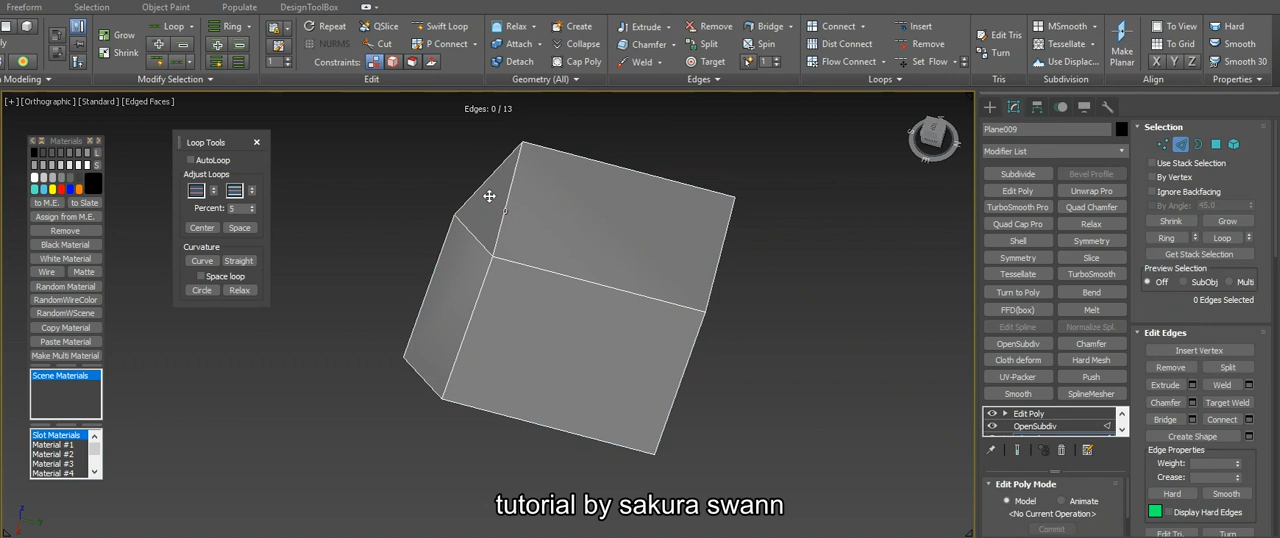 Freeform Selection Object Paint Populate DesignToolBox
Loop Ring Repeat QSlice Swift Loop Relax Create Extrude Remove Bridge Connect Insert Edit Tris MSmooth To View Hard
Grow NURMS Cut P Connect Attach Collapse Chamfer Split Spin Dist Connect Remove Turn Tessellate Make Planar To Grid Smooth
Shrink 1 Constraints: Detach Cap Poly Weld Target 1 Flow Connect Set Flow Use Displac... X Y Z Smooth 30
Modeling Modify Selection Edit Geometry (All) Edges Loops Tris Subdivision Align Properties
[+] [Orthographic] [Standard] [Edged Faces]
Edges: 0 / 13
Materials
L
S
to M.E. to Slate
Assign from M.E.
Remove
Black Material
White Material
Wire Matte
Random Material
RandomWireColor
RandomWScene
Copy Material
Paste Material
Make Multi Material
Scene Materials
Slot Materials
Material #1
Material #2
Material #3
Material #4
Loop Tools
AutoLoop
Adjust Loops
Percent: 5
Center Space
Curvature
Curve Straight
Space loop
Circle Relax
Plane009
Modifier List
Subdivide Bevel Profile
Edit Poly Unwrap Pro
TurboSmooth Pro Quad Chamfer
Quad Cap Pro Relax
Shell Symmetry
Symmetry Slice
Tessellate TurboSmooth
Turn to Poly Bend
FFD(box) Melt
Edit Spline Normalize Spl.
OpenSubdiv Chamfer
Cloth deform Hard Mesh
UV-Packer Push
Smooth SplineMesher
Edit Poly
OpenSubdiv
Edit Poly Mode
Model Animate
<No Current Operation>
Commit
Selection
Use Stack Selection
By Vertex
Ignore Backfacing
By Angle: 45.0
Shrink Grow
Ring Loop
Get Stack Selection
Preview Selection
Off SubObj Multi
0 Edges Selected
Edit Edges
Insert Vertex
Remove Split
Extrude Weld
Chamfer Target Weld
Bridge Connect
Create Shape
Edge Properties
Weight:
Crease:
Hard Smooth
Display Hard Edges
Edit Tri. Turn
tutorial by sakura swann